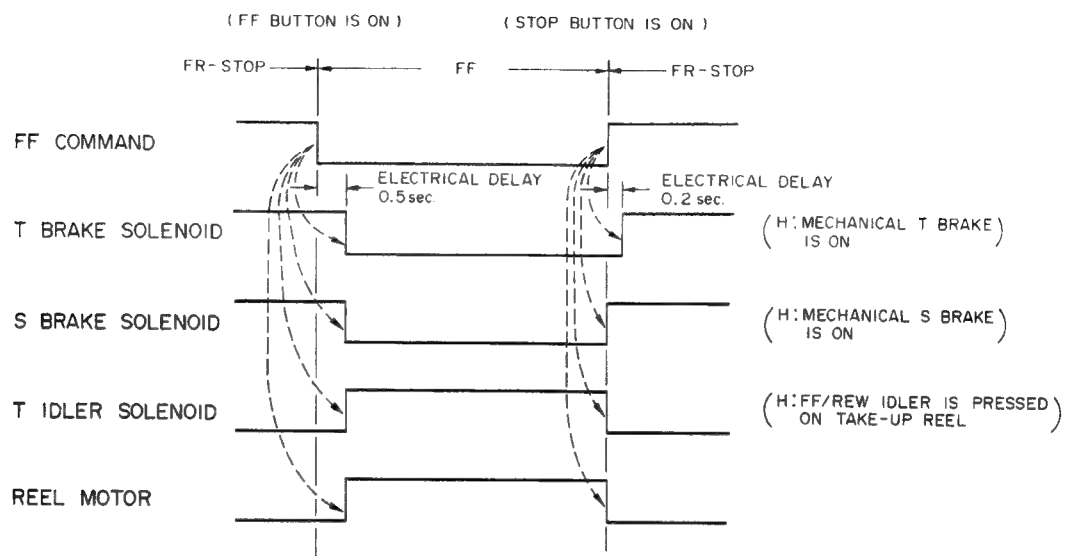 ( FF BUTTON IS ON )
( STOP BUTTON IS ON )
FR-STOP
FF
FR-STOP
FF COMMAND
ELECTRICAL DELAY
0.5 sec.
ELECTRICAL DELAY
0.2 sec.
T BRAKE SOLENOID
(H:MECHANICAL T BRAKE)
IS ON
S BRAKE SOLENOID
(H:MECHANICAL S BRAKE)
IS ON
T IDLER SOLENOID
(H:FF/REW IDLER IS PRESSED)
ON TAKE-UP REEL
REEL MOTOR